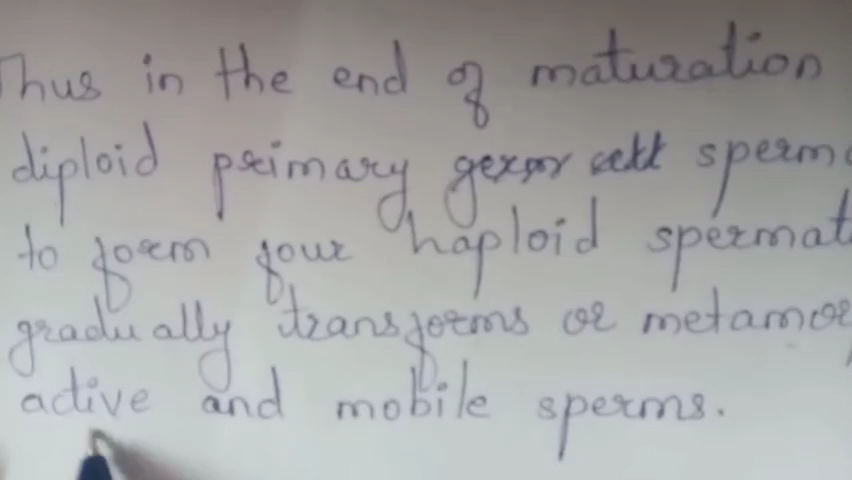 Thus in the end of maturation
diploid primary germ cell sperm
to form four haploid spermat
gradually transforms or metamor
active and mobile sperms.